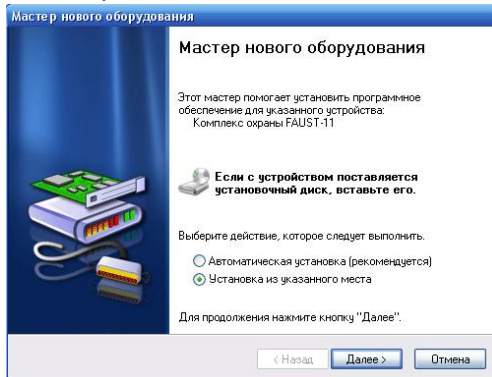 Мастер нового оборудования
Мастер нового оборудования
Этот мастер помогает установить программное
обеспечение для указанного устройства:
Комплекс охраны FAUST-11
Если с устройством поставляется
установочный диск, вставьте его.
Выберите действие, которое следует выполнить.
Автоматическая установка (рекомендуется)
Установка из указанного места
Для продолжения нажмите кнопку "Далее".
< Назад
Далее >
Отмена